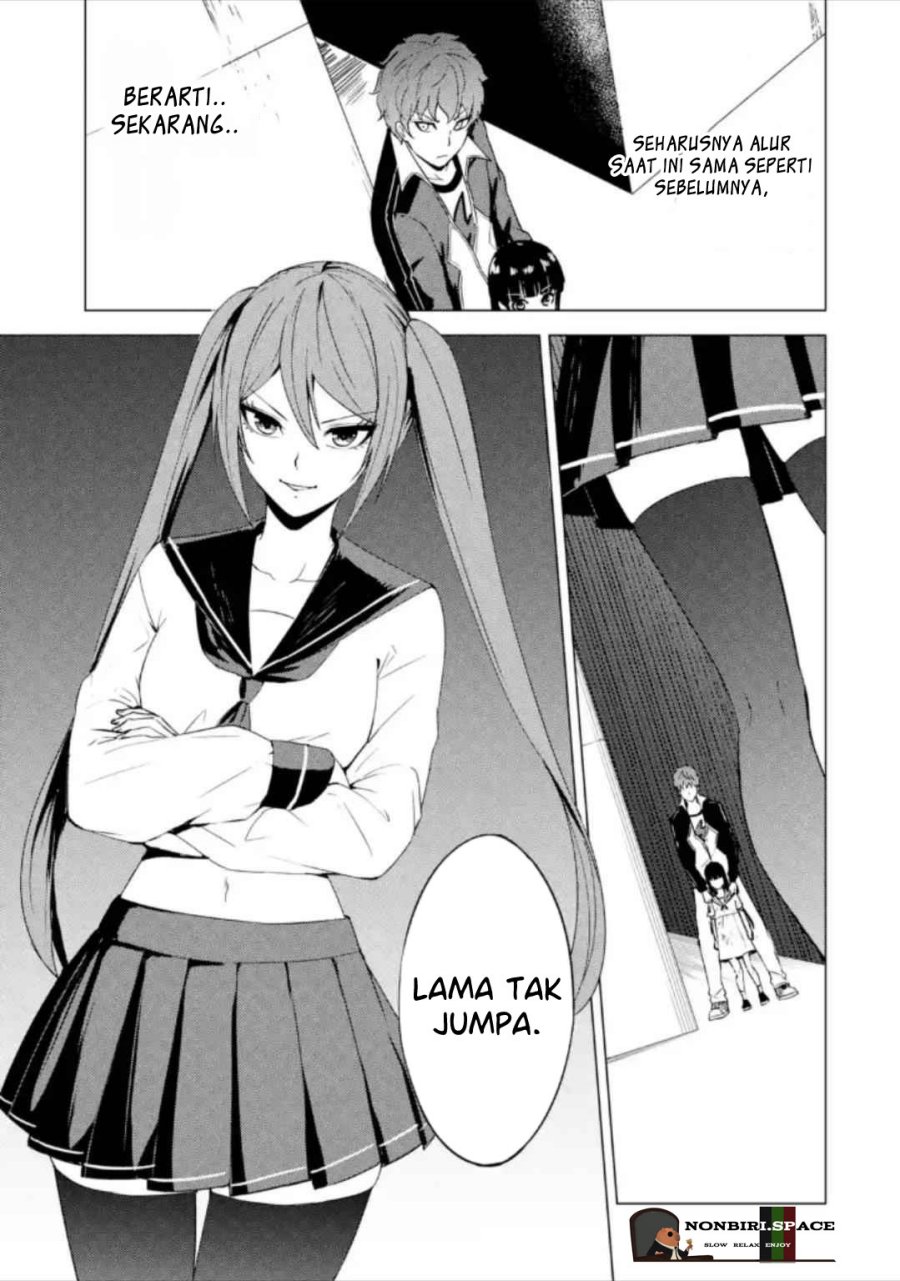 SEHARUSNYA ALUR
SAAT INI SAMA SEPERTI
SEBELUMNYA,
BERARTI..
SEKARANG..
LAMA TAK
JUMPA.
NONBIRI.SPACE
SLOW RELAX ENJOY